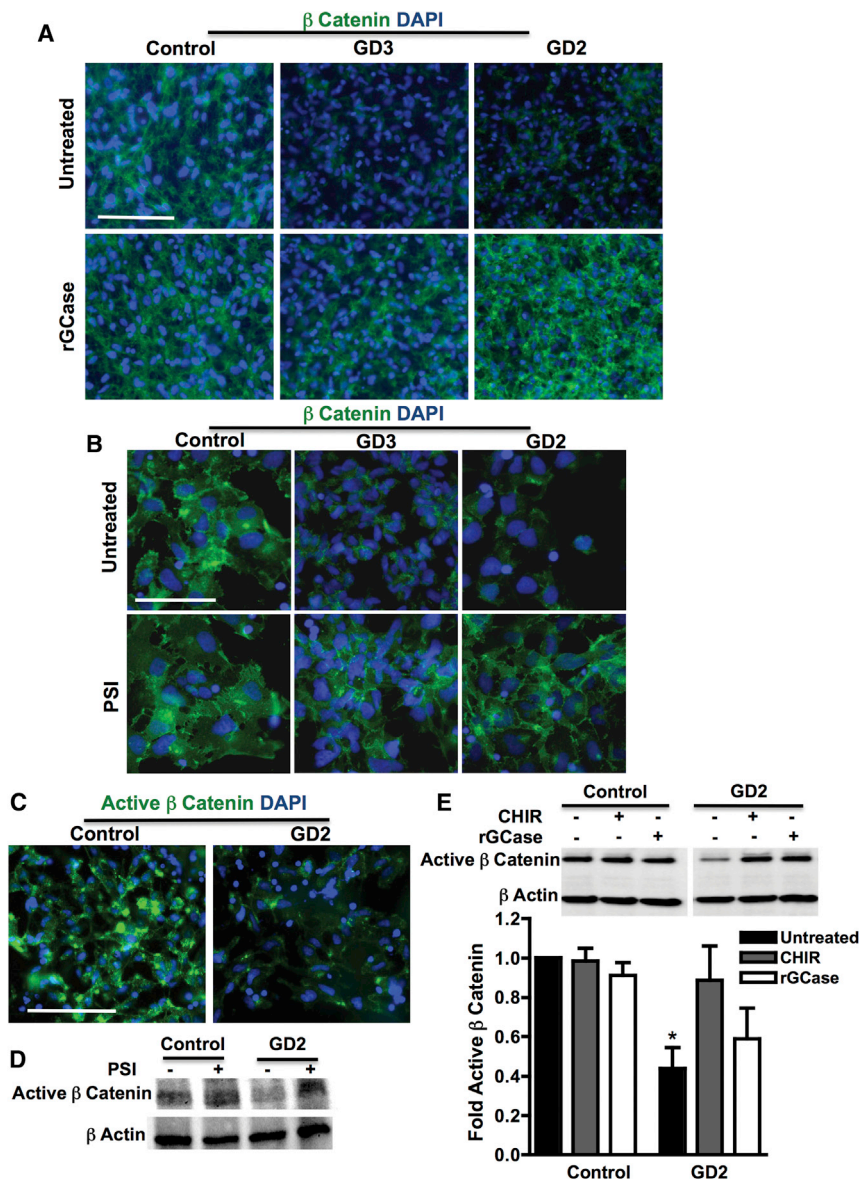 A
β Catenin DAPI
Control GD3 GD2
Untreated
rGCase
β Catenin DAPI
B
Control GD3 GD2
Untreated
PSI
C
Active β Catenin DAPI
Control GD2
D
Control GD2
PSI - + - +
Active β Catenin
β Actin
E
Control GD2
CHIR - + - - + -
rGCase - - + - - +
Active β Catenin
β Actin
Fold Active β Catenin
1.2
1.0
0.8
0.6
0.4
0.2
0.0
Untreated
CHIR
rGCase
*
Control GD2